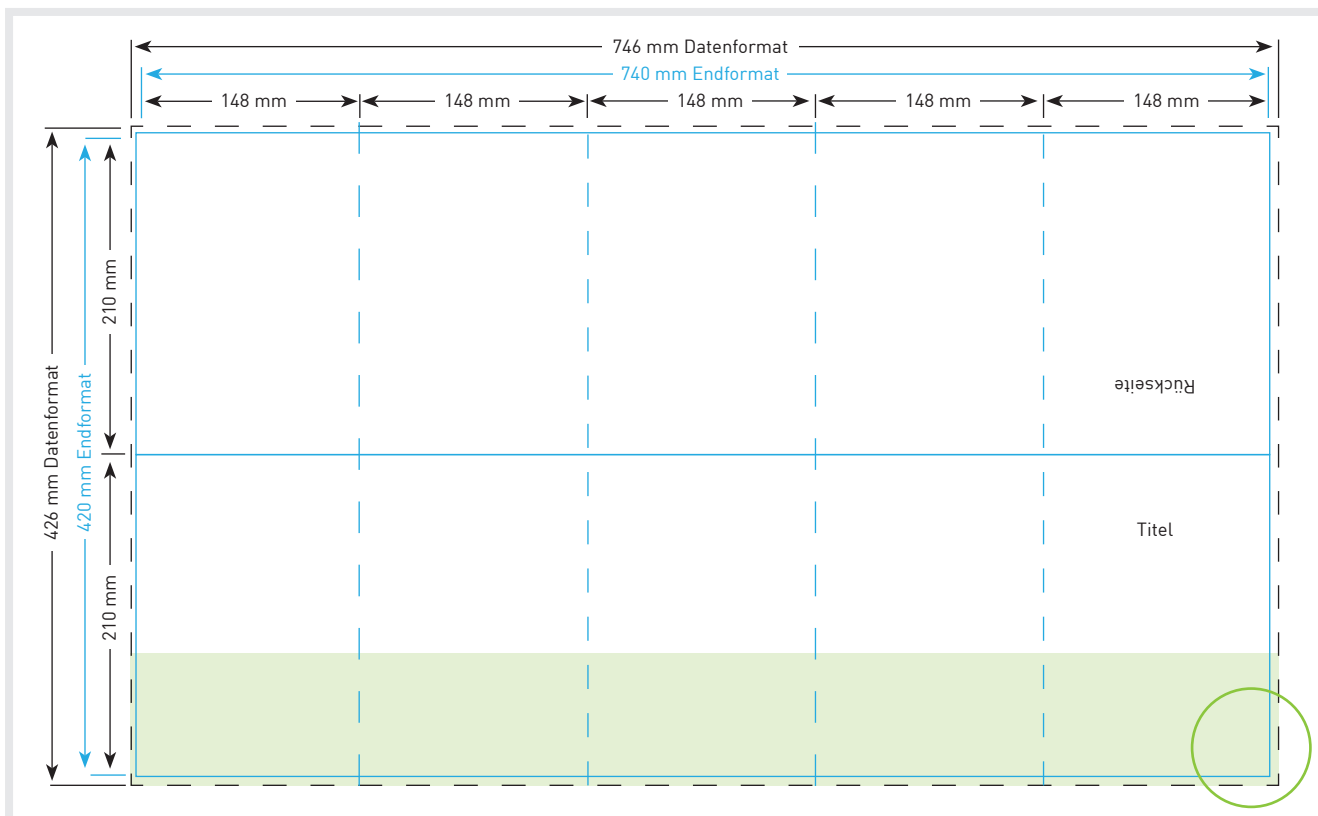 746 mm Datenformat
740 mm Endformat
148 mm
148 mm
148 mm
148 mm
148 mm
426 mm Datenformat
420 mm Endformat
210 mm
210 mm
Rückseite
Titel